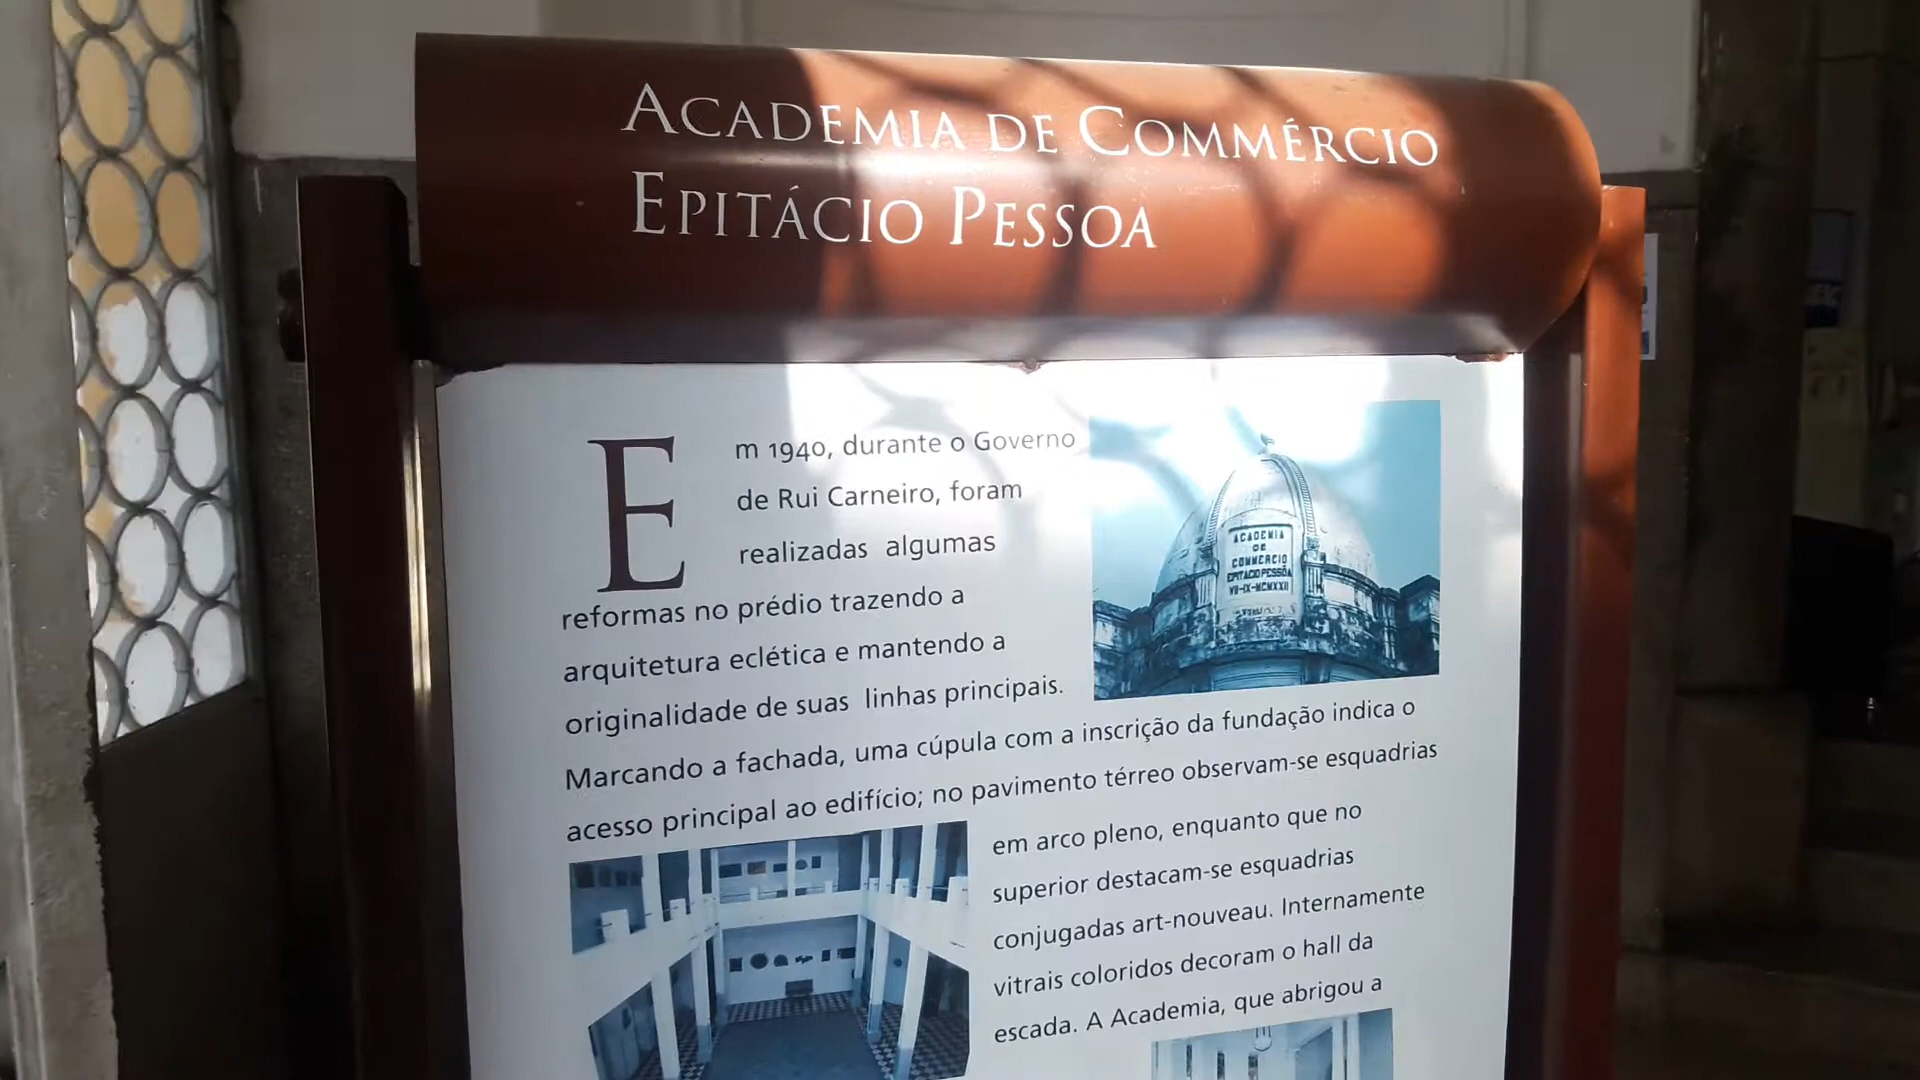 ACADEMIA DE COMMÉRCIO
EPITÁCIO PESSOA
Em 1940, durante o Governo
de Rui Carneiro, foram
realizadas algumas
reformas no prédio trazendo a
arquitetura eclética e mantendo a
originalidade de suas linhas principais.
Marcando a fachada, uma cúpula com a inscrição da fundação indica o
acesso principal ao edifício; no pavimento térreo observam-se esquadrias
em arco pleno, enquanto que no
superior destacam-se esquadrias
conjugadas art-nouveau. Internamente
vitrais coloridos decoram o hall da
escada. A Academia, que abrigou a
ACADEMIA
DE
COMMERCIO
EPITACIO PESSÔA
VII-IX-MCMXXII